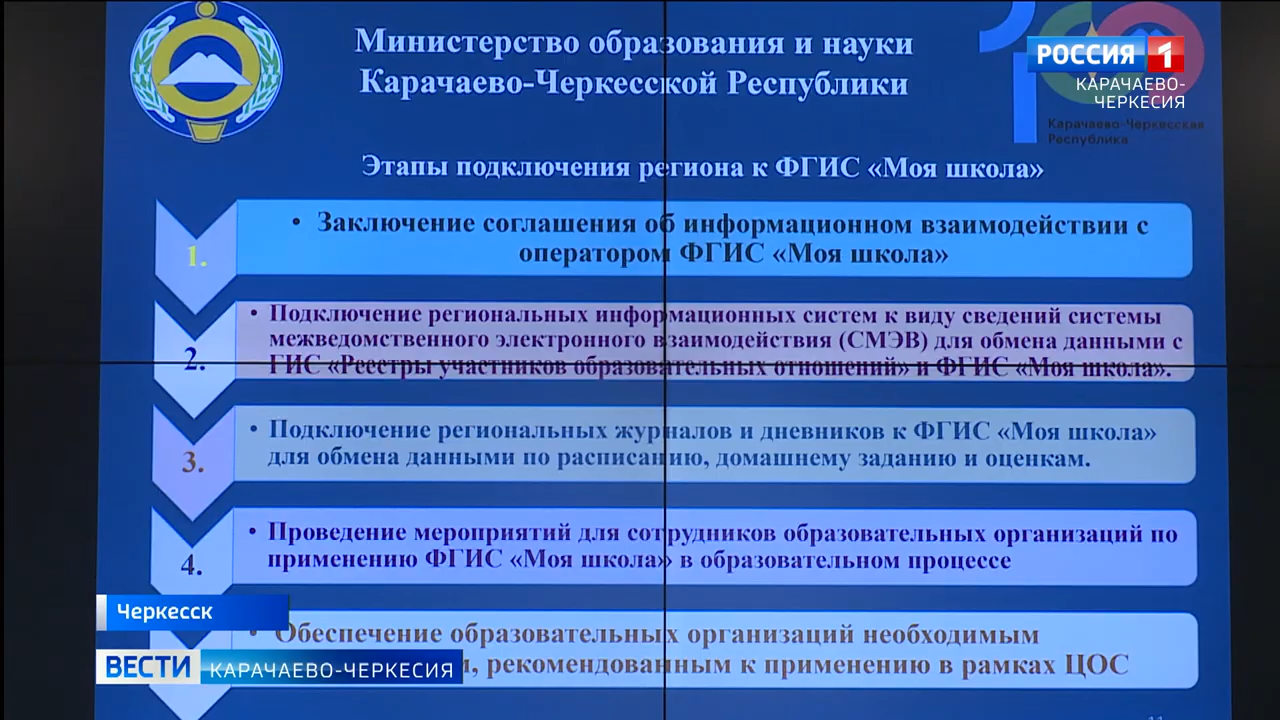 Министерство образования и науки
Карачаево-Черкесской Республики
РОССИЯ 1
КАРАЧАЕВО-
ЧЕРКЕСИЯ
Карачаево-Черкесская
Республика
Этапы подключения региона к ФГИС «Моя школа»
1.
• Заключение соглашения об информационном взаимодействии с
оператором ФГИС «Моя школа»
2.
• Подключение региональных информационных систем к виду сведений системы
межведомственного электронного взаимодействия (СМЭВ) для обмена данными с
ГИС «Реестры участников образовательных отношений» и ФГИС «Моя школа».
3.
• Подключение региональных журналов и дневников к ФГИС «Моя школа»
для обмена данными по расписанию, домашнему заданию и оценкам.
4.
• Проведение мероприятий для сотрудников образовательных организаций по
применению ФГИС «Моя школа» в образовательном процессе
• Обеспечение образовательных организаций необходимым
рекомендованным к применению в рамках ЦОС
Черкесск
ВЕСТИ КАРАЧАЕВО-ЧЕРКЕСИЯ